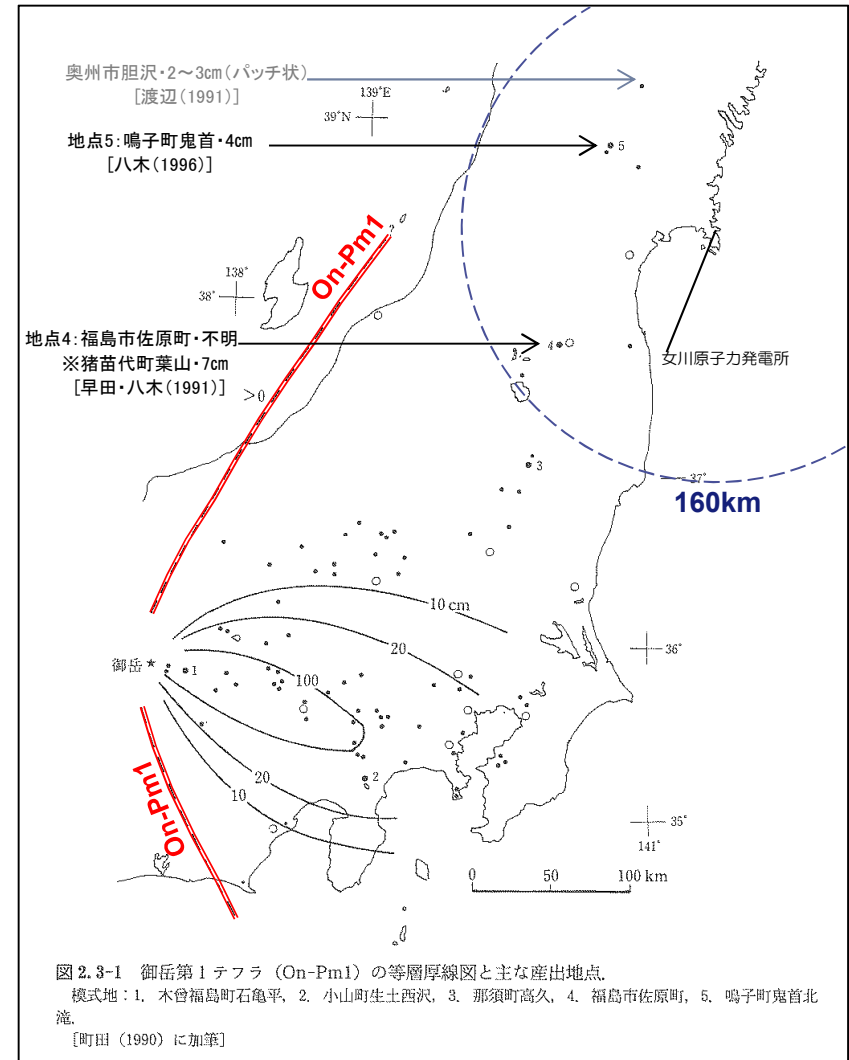 奥州市胆沢・2～3cm(パッチ状)
[渡辺(1991)]
139°E
39°N
地点5:鳴子町鬼首・4cm
[八木(1996)]
5
On-Pm1
?
138°
38°
地点4:福島市佐原町・不明
※猪苗代町葉山・7cm
[早田・八木(1991)]
>0
4
女川原子力発電所
3
37°
160km
10 cm
20
36°
御岳
1
100
20
10
2
On-Pm1
35°
141°
0 50 100 km
図 2.3-1 御岳第1テフラ (On-Pm1) の等層厚線図と主な産出地点.
模式地：1. 木曾福島町石亀平, 2. 小山町生土西沢, 3. 那須町高久, 4. 福島市佐原町, 5. 鳴子町鬼首北
滝.
[町田 (1990) に加筆]